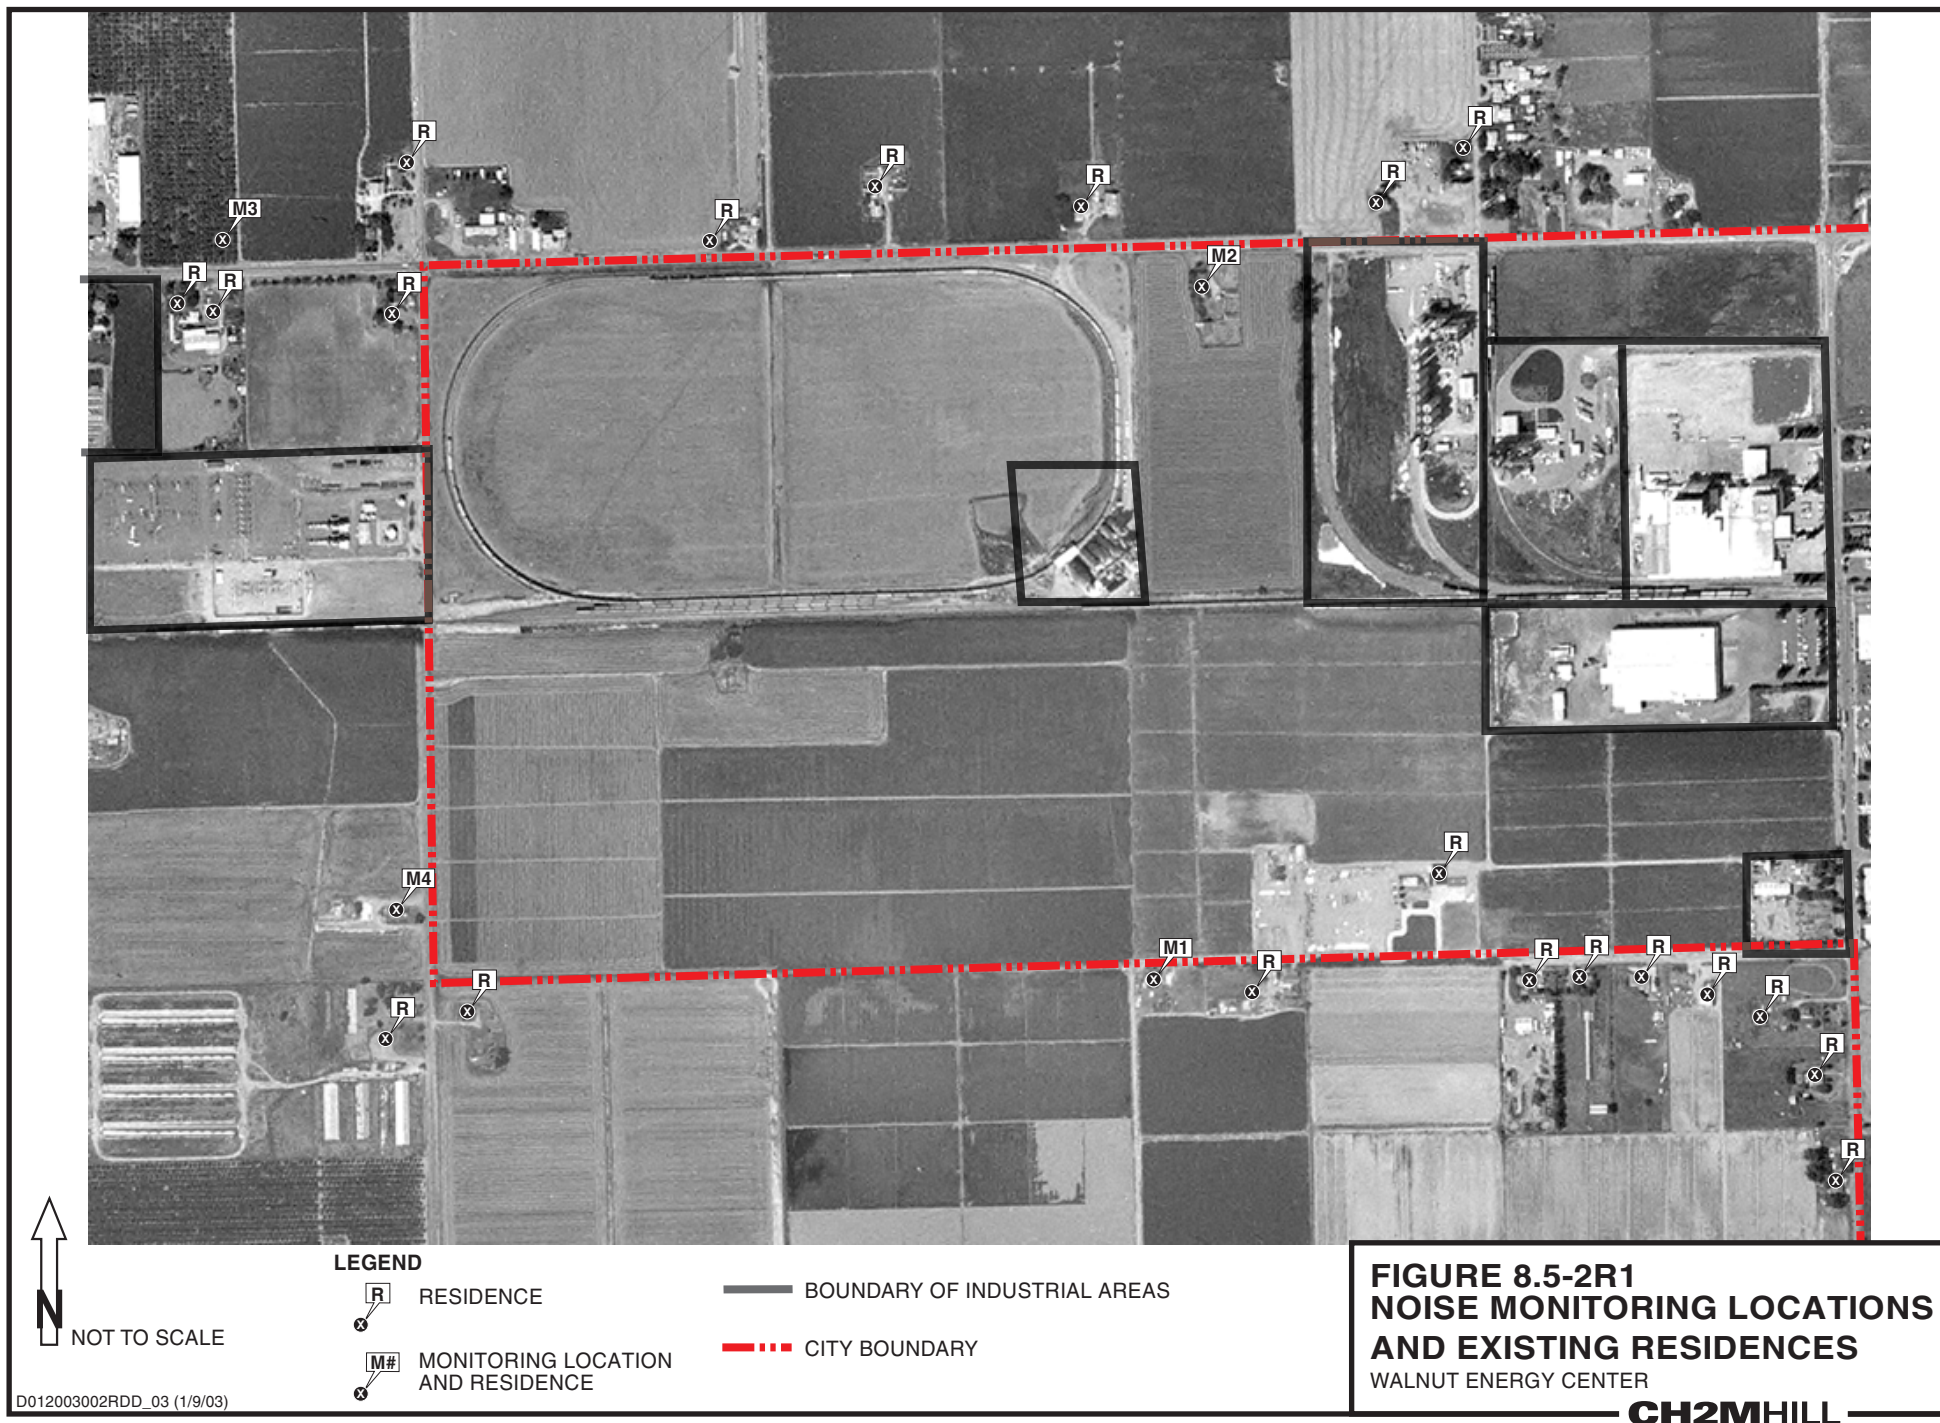 R
R
R
R
R
R
M3
M2
R
R
R
R
M4
M1
R
R
R
R
R
R
R
R
R
R
LEGEND
R RESIDENCE
M# MONITORING LOCATION
AND RESIDENCE
BOUNDARY OF INDUSTRIAL AREAS
CITY BOUNDARY
N
NOT TO SCALE
D012003002RDD_03 (1/9/03)
FIGURE 8.5-2R1
NOISE MONITORING LOCATIONS
AND EXISTING RESIDENCES
WALNUT ENERGY CENTER
CH2MHILL